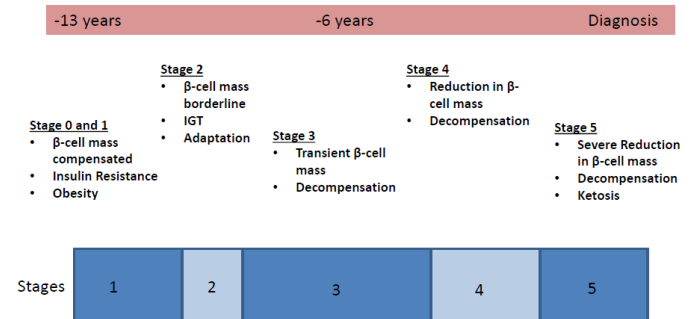 -13 years -6 years Diagnosis
Stage 0 and 1
• β-cell mass
compensated
• Insulin Resistance
• Obesity
Stage 2
• β-cell mass
borderline
• IGT
• Adaptation
Stage 3
• Transient β-cell
mass
• Decompensation
Stage 4
• Reduction in β-
cell mass
• Decompensation
Stage 5
• Severe Reduction
in β-cell mass
• Decompensation
• Ketosis
Stages 1 2 3 4 5